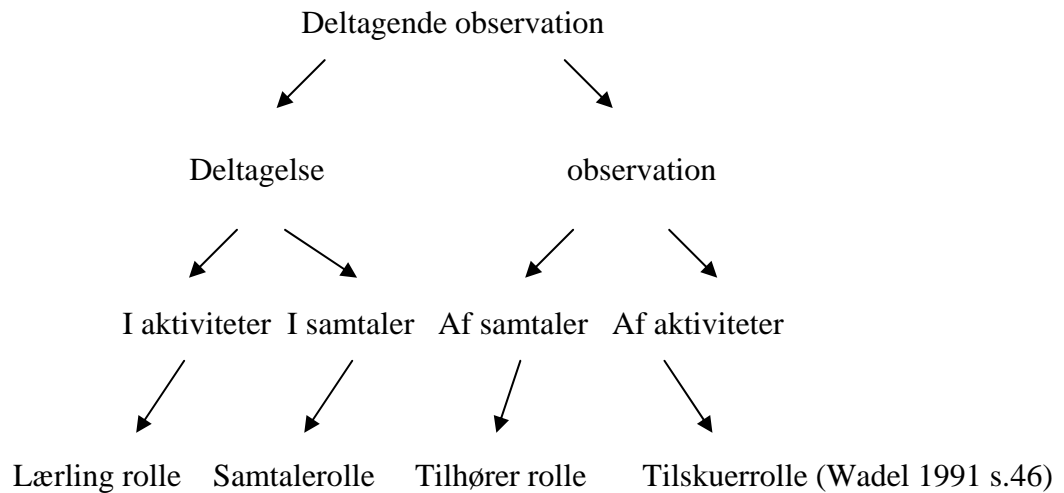 Deltagende observation
Deltagelse observation
I aktiviteter I samtaler Af samtaler Af aktiviteter
Lærling rolle Samtalerolle Tilhører rolle Tilskuerrolle (Wadel 1991 s.46)